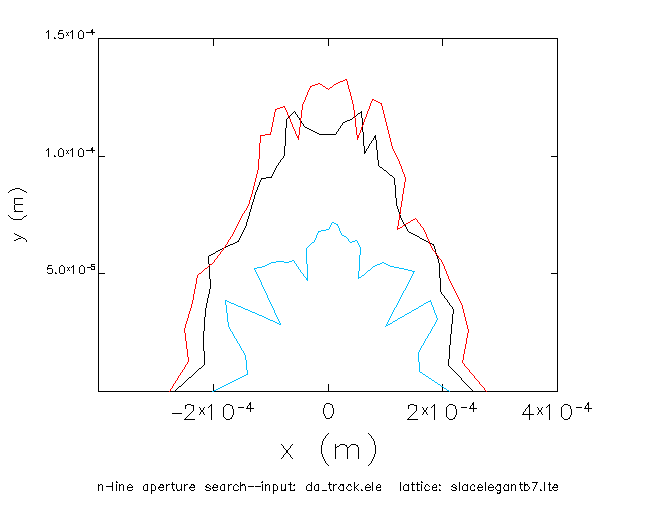 1.5×10⁻⁴
1.0×10⁻⁴
5.0×10⁻⁵
y (m)
−2×10⁻⁴ 0 2×10⁻⁴ 4×10⁻⁴
x (m)
n-line aperture search--input: da_track.ele lattice: slacelegantb7.lte